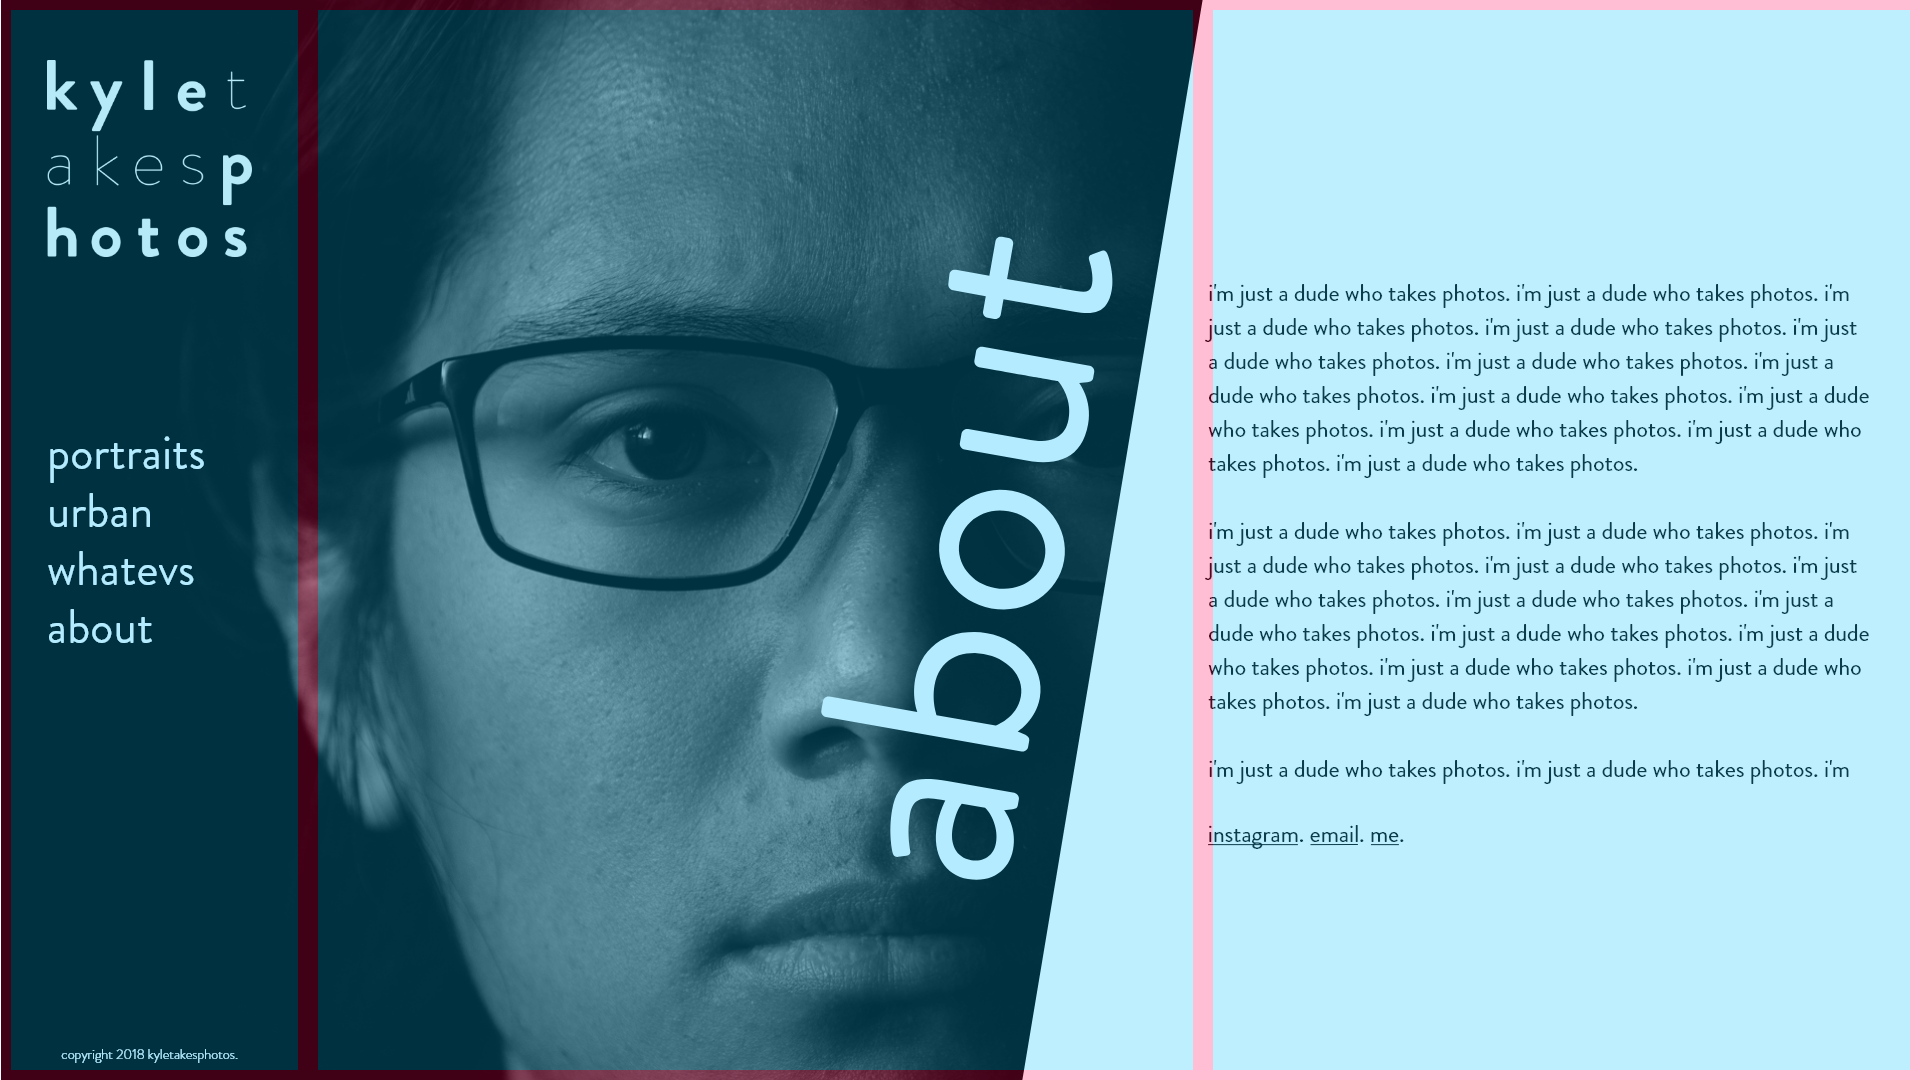 kylet
akesp
hotos
portraits
urban
whatevs
about
copyright 2018 kyletakesphotos.
about
i'm just a dude who takes photos. i'm just a dude who takes photos. i'm
just a dude who takes photos. i'm just a dude who takes photos. i'm just
a dude who takes photos. i'm just a dude who takes photos. i'm just a
dude who takes photos. i'm just a dude who takes photos. i'm just a dude
who takes photos. i'm just a dude who takes photos. i'm just a dude who
takes photos. i'm just a dude who takes photos.
i'm just a dude who takes photos. i'm just a dude who takes photos. i'm
just a dude who takes photos. i'm just a dude who takes photos. i'm just
a dude who takes photos. i'm just a dude who takes photos. i'm just a
dude who takes photos. i'm just a dude who takes photos. i'm just a dude
who takes photos. i'm just a dude who takes photos. i'm just a dude who
takes photos. i'm just a dude who takes photos.
i'm just a dude who takes photos. i'm just a dude who takes photos. i'm
instagram. email. me.